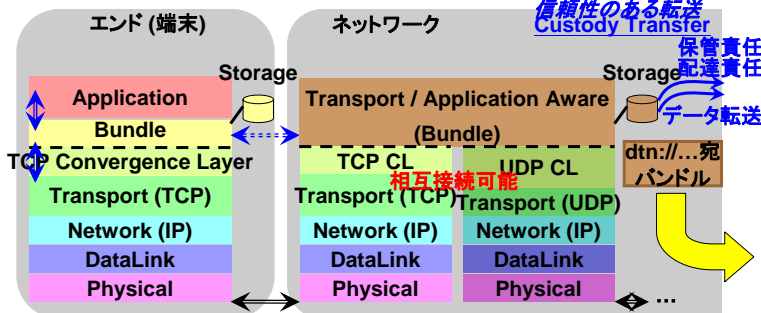 エンド (端末)
Storage
Application
Bundle
TCP Convergence Layer
Transport (TCP)
Network (IP)
DataLink
Physical
ネットワーク
信頼性のある転送
Custody Transfer
保管責任
配達責任
Storage
データ転送
Transport / Application Aware
(Bundle)
dtn://…宛
バンドル
TCP CL
UDP CL
相互接続可能
Transport (TCP)
Transport (UDP)
Network (IP)
Network (IP)
DataLink
DataLink
Physical
Physical
...